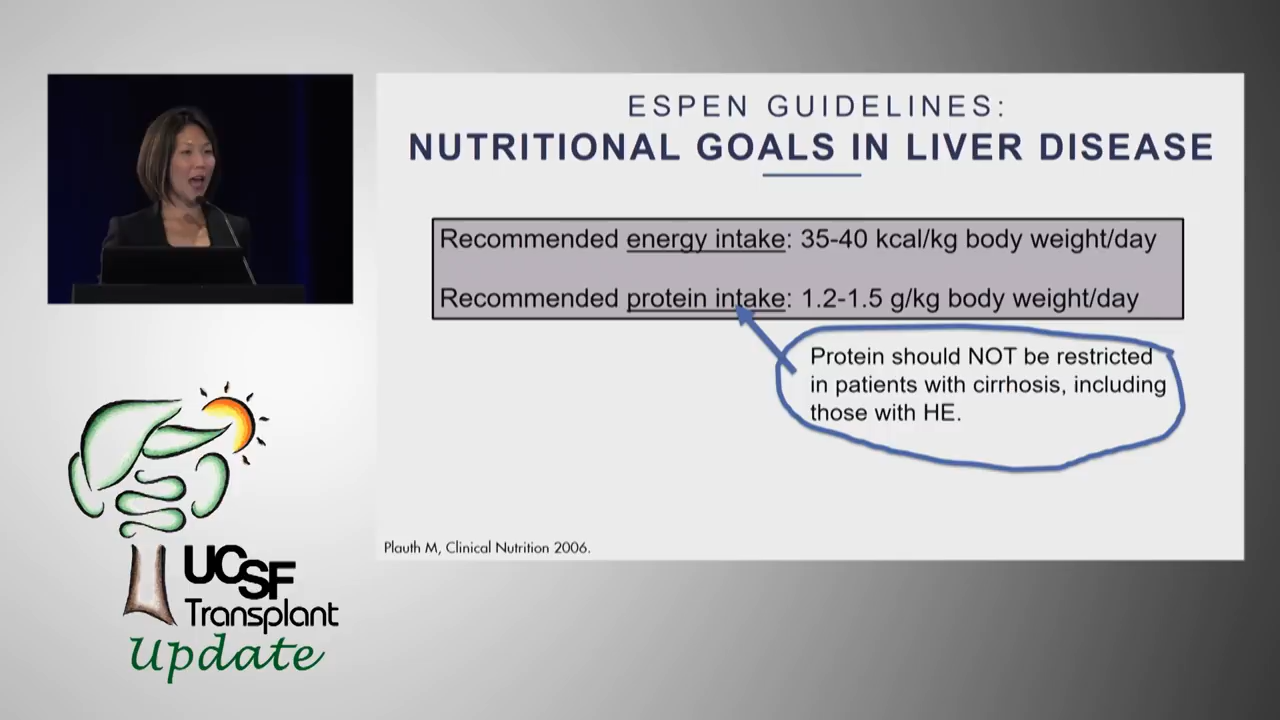 ESPEN GUIDELINES:
NUTRITIONAL GOALS IN LIVER DISEASE
Recommended energy intake: 35-40 kcal/kg body weight/day
Recommended protein intake: 1.2-1.5 g/kg body weight/day
Protein should NOT be restricted
in patients with cirrhosis, including
those with HE.
Plauth M, Clinical Nutrition 2006.
UCSF
Transplant
Update